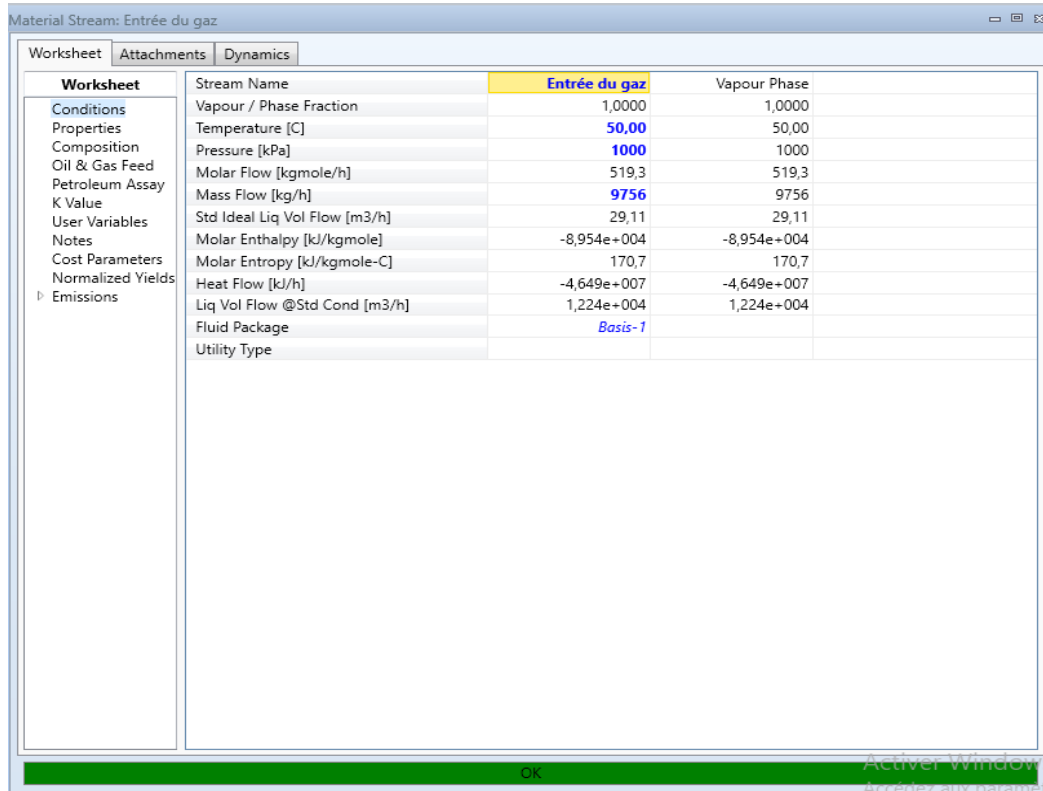 Material Stream: Entrée du gaz
Worksheet Attachments Dynamics
Worksheet
Conditions
Properties
Composition
Oil & Gas Feed
Petroleum Assay
K Value
User Variables
Notes
Cost Parameters
Normalized Yields
Emissions
Stream Name Entrée du gaz Vapour Phase
Vapour / Phase Fraction 1,0000 1,0000
Temperature [C] 50,00 50,00
Pressure [kPa] 1000 1000
Molar Flow [kgmole/h] 519,3 519,3
Mass Flow [kg/h] 9756 9756
Std Ideal Liq Vol Flow [m3/h] 29,11 29,11
Molar Enthalpy [kJ/kgmole] -8,954e+004 -8,954e+004
Molar Entropy [kJ/kgmole-C] 170,7 170,7
Heat Flow [kJ/h] -4,649e+007 -4,649e+007
Liq Vol Flow @Std Cond [m3/h] 1,224e+004 1,224e+004
Fluid Package Basis-1
Utility Type
OK
Activer Window
Accédez aux paramè